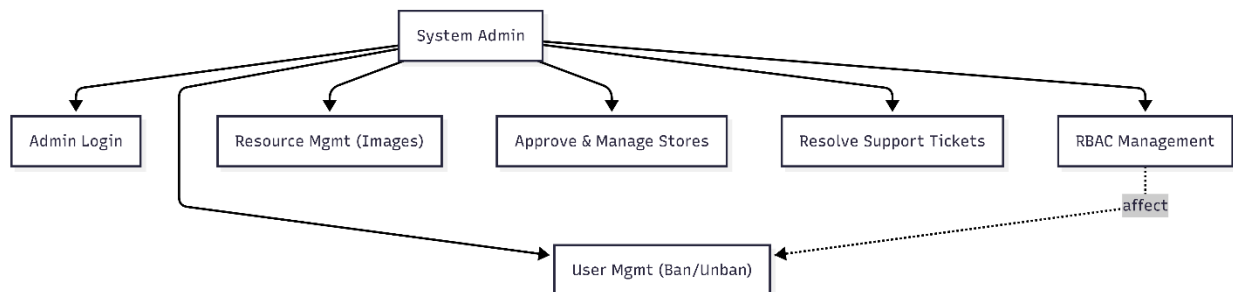 System Admin
Admin Login
Resource Mgmt (Images)
Approve & Manage Stores
Resolve Support Tickets
RBAC Management
affect
User Mgmt (Ban/Unban)